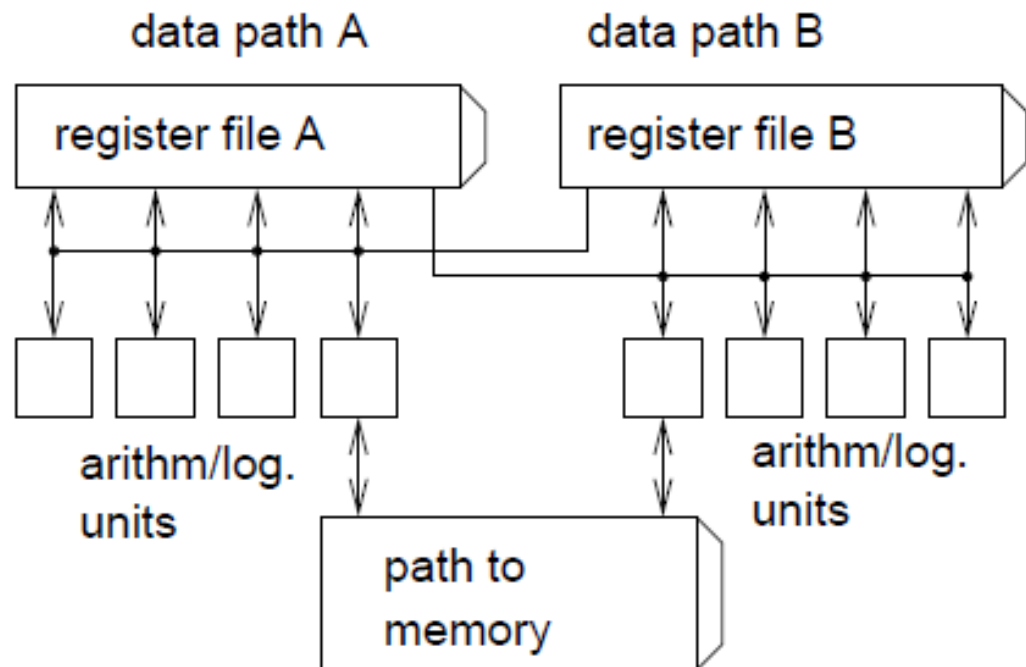 data path A
data path B
register file A
register file B
arithm/log.
units
arithm/log.
units
path to
memory